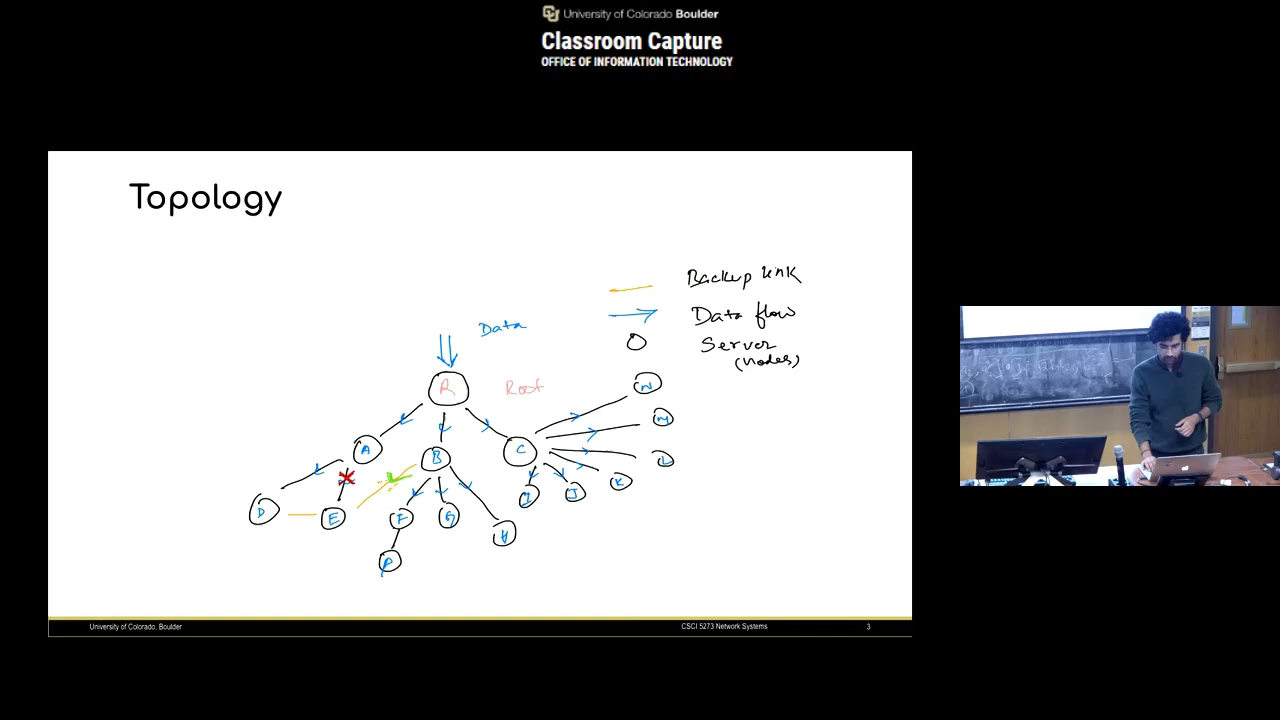 University of Colorado Boulder
Classroom Capture
OFFICE OF INFORMATION TECHNOLOGY
Topology
Backup link
Data flow
Server
(nodes)
Data
R
Root
N
M
A
B
C
L
K
D
E
F
G
H
I
J
P
University of Colorado, Boulder
CSCI 5273 Network Systems
3